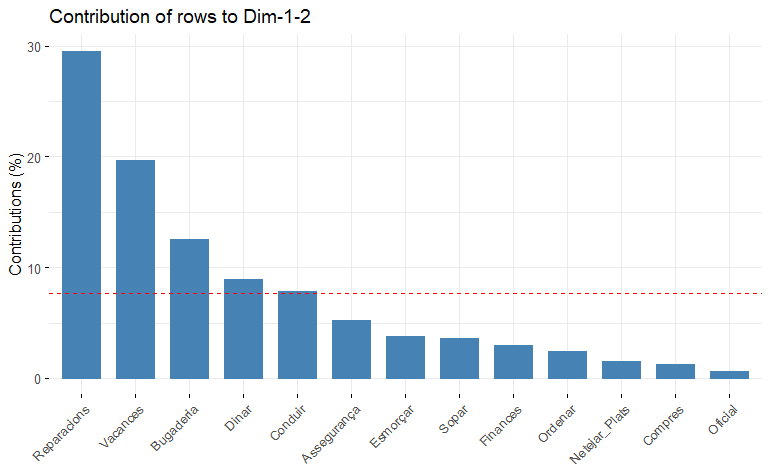 Contribution of rows to Dim-1-2
Contributions (%)
30
20
10
0
Reparacions
Vacances
Bugaderia
Dinar
Conduir
Assegurança
Esmorçar
Sopar
Finances
Ordenar
Netejar_Plats
Compres
Oficial